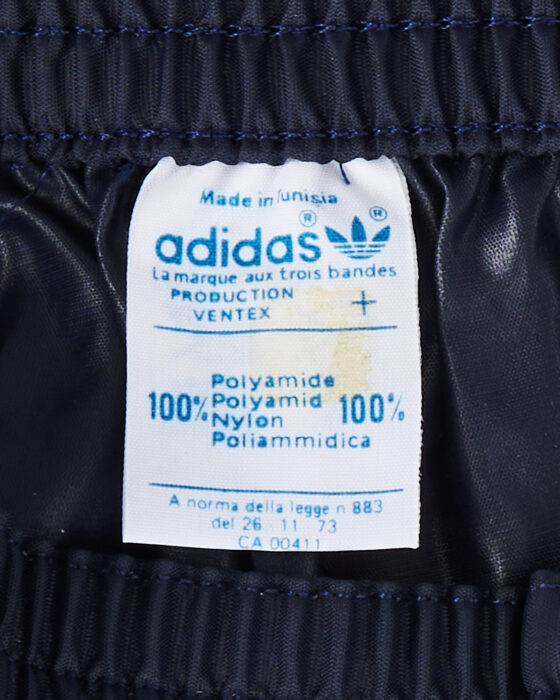 Made in Tunisia
adidas®®
La marque aux trois bandes
PRODUCTION
VENTEX +
Polyamide
100% Polyamid 100%
Nylon
Poliammidica
A norma della legge n 883
del 26 11 73
CA 00411